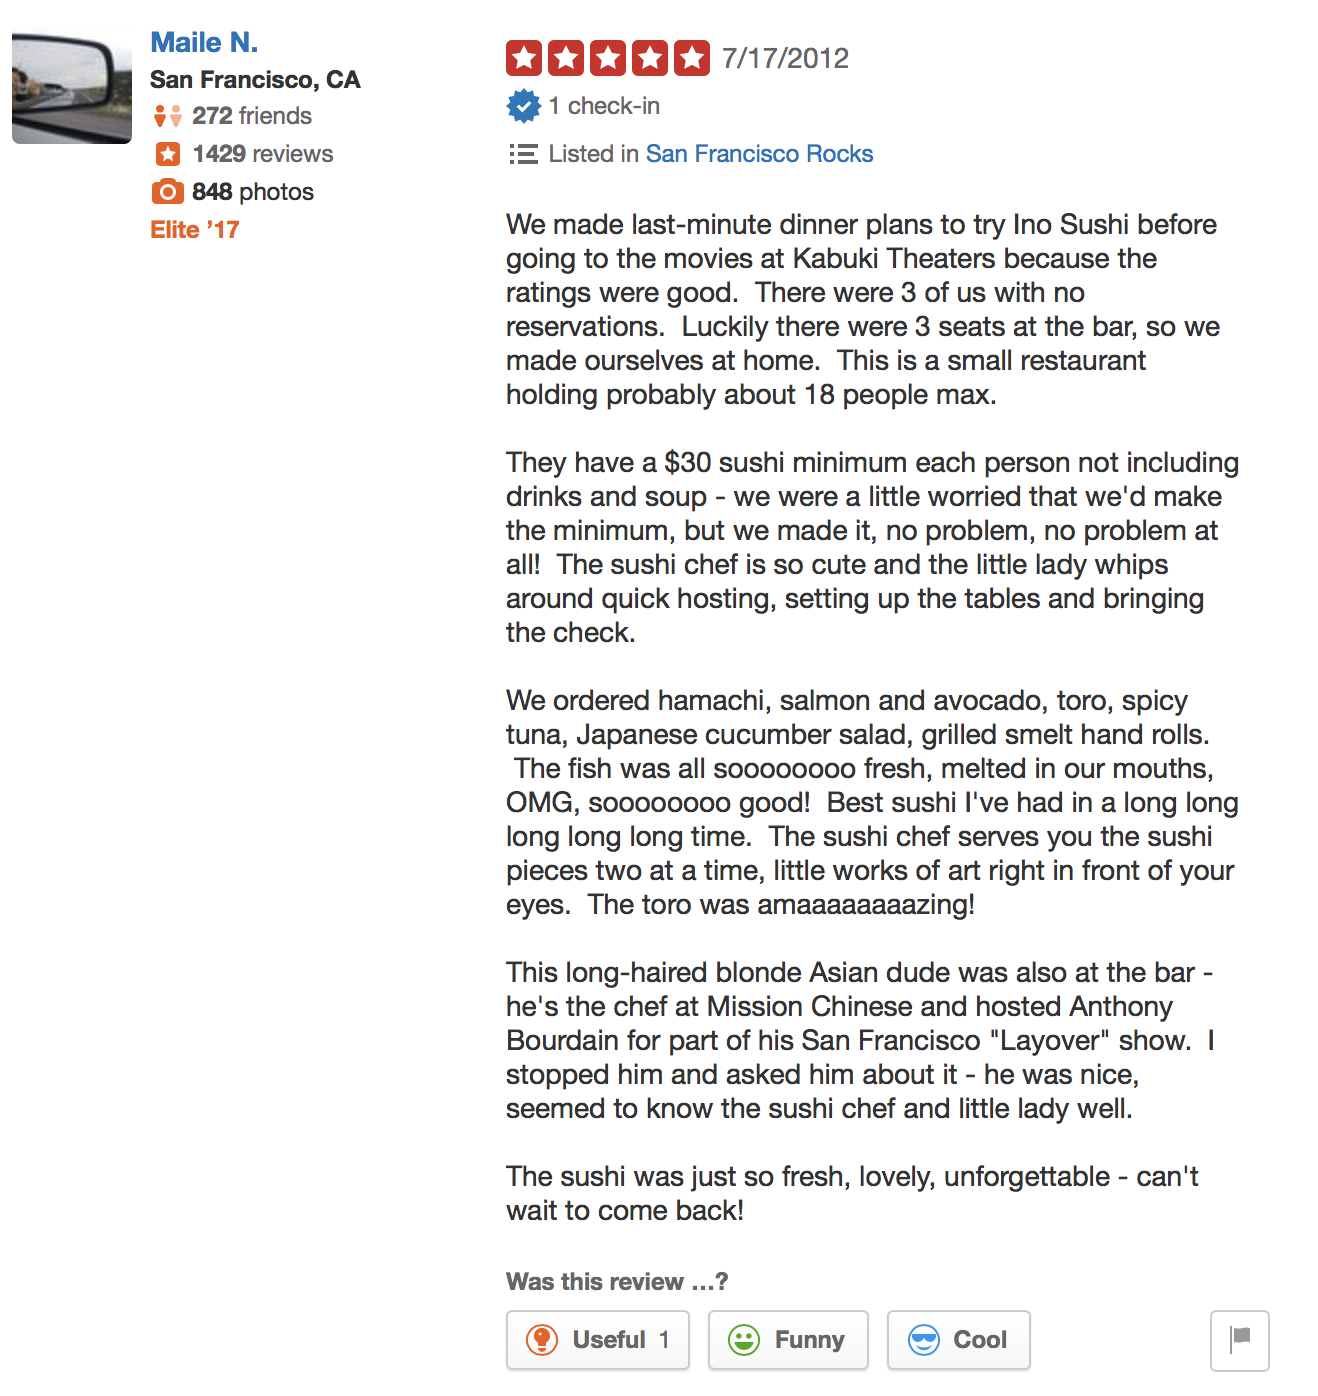 Maile N.
San Francisco, CA
272 friends
1429 reviews
848 photos
Elite ’17
7/17/2012
1 check-in
Listed in San Francisco Rocks
We made last-minute dinner plans to try Ino Sushi before
going to the movies at Kabuki Theaters because the
ratings were good.  There were 3 of us with no
reservations.  Luckily there were 3 seats at the bar, so we
made ourselves at home.  This is a small restaurant
holding probably about 18 people max.
They have a $30 sushi minimum each person not including
drinks and soup - we were a little worried that we'd make
the minimum, but we made it, no problem, no problem at
all!  The sushi chef is so cute and the little lady whips
around quick hosting, setting up the tables and bringing
the check.
We ordered hamachi, salmon and avocado, toro, spicy
tuna, Japanese cucumber salad, grilled smelt hand rolls.
The fish was all soooooooo fresh, melted in our mouths,
OMG, soooooooo good!  Best sushi I've had in a long long
long long long time.  The sushi chef serves you the sushi
pieces two at a time, little works of art right in front of your
eyes.  The toro was amaaaaaaaazing!
This long-haired blonde Asian dude was also at the bar -
he's the chef at Mission Chinese and hosted Anthony
Bourdain for part of his San Francisco "Layover" show.  I
stopped him and asked him about it - he was nice,
seemed to know the sushi chef and little lady well.
The sushi was just so fresh, lovely, unforgettable - can't
wait to come back!
Was this review ...?
Useful 1
Funny
Cool